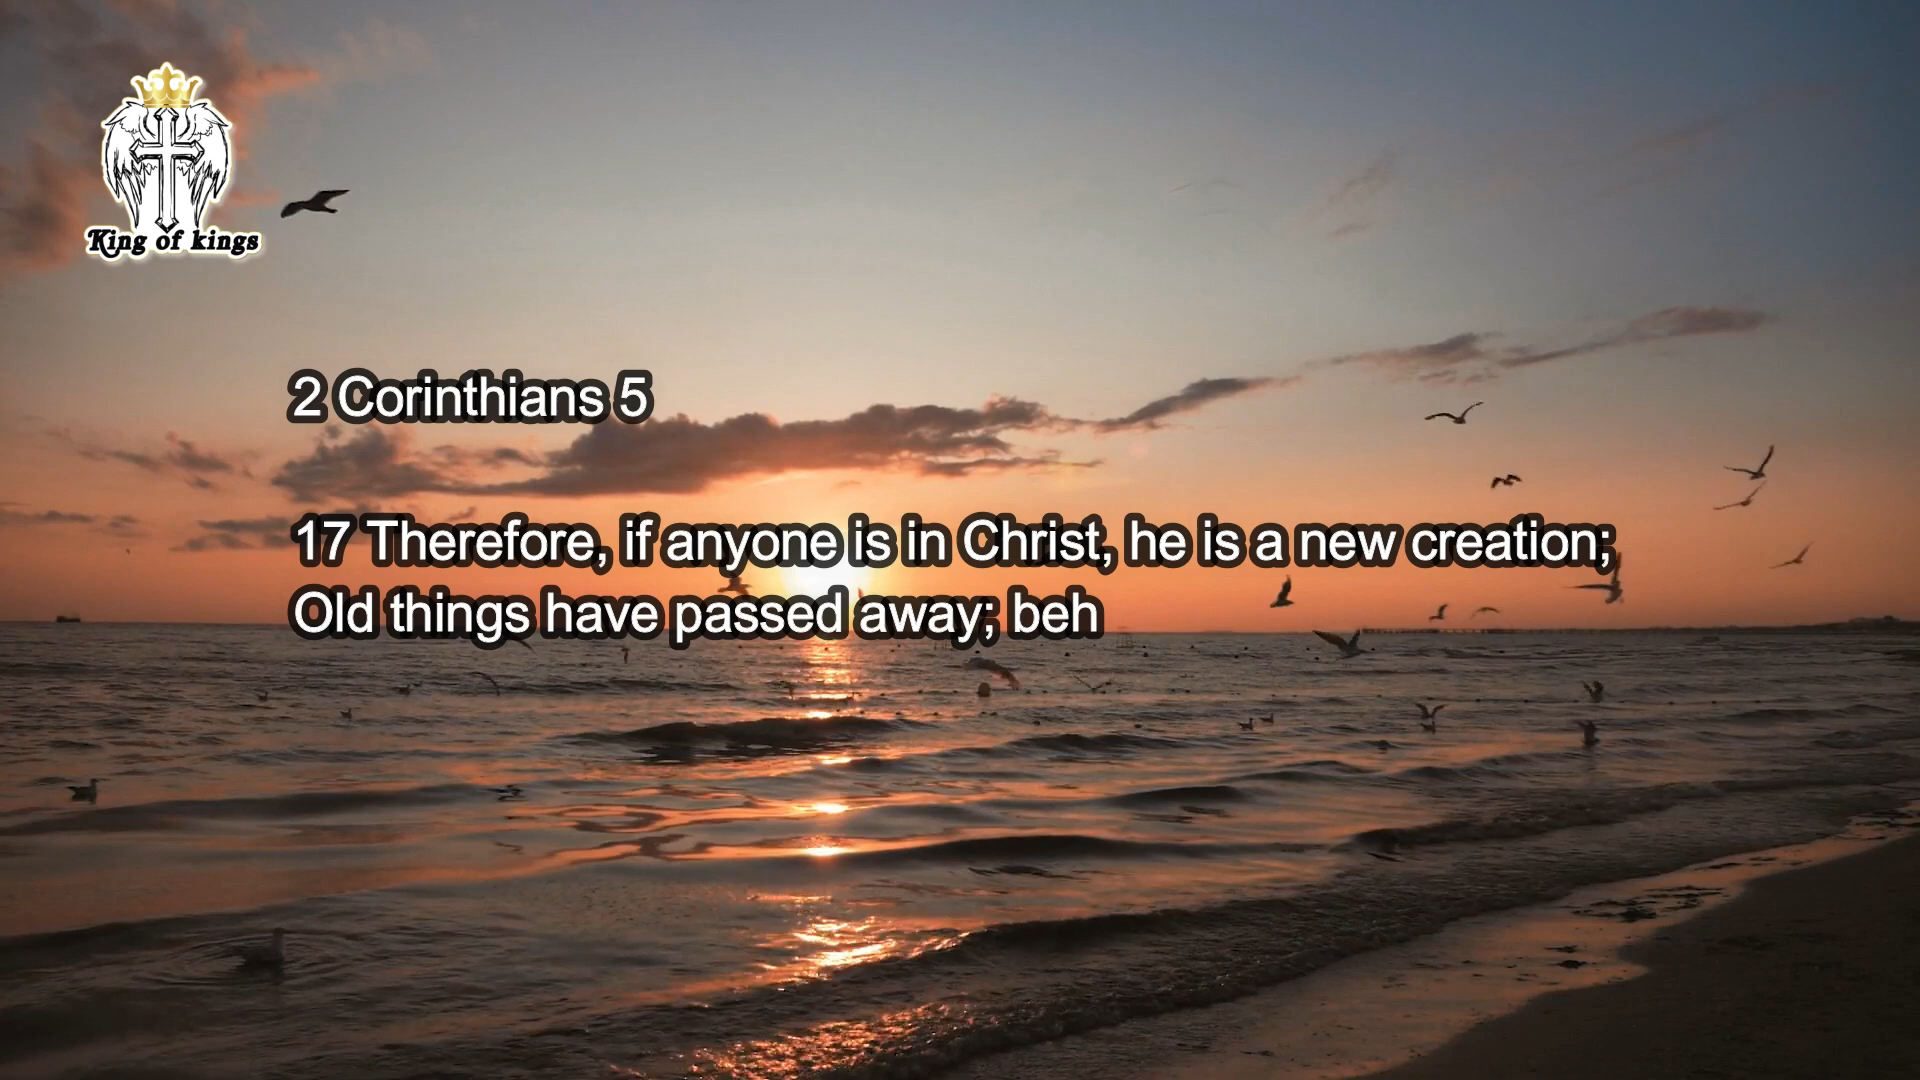 King of kings
2 Corinthians 5
17 Therefore, if anyone is in Christ, he is a new creation;
Old things have passed away; beh